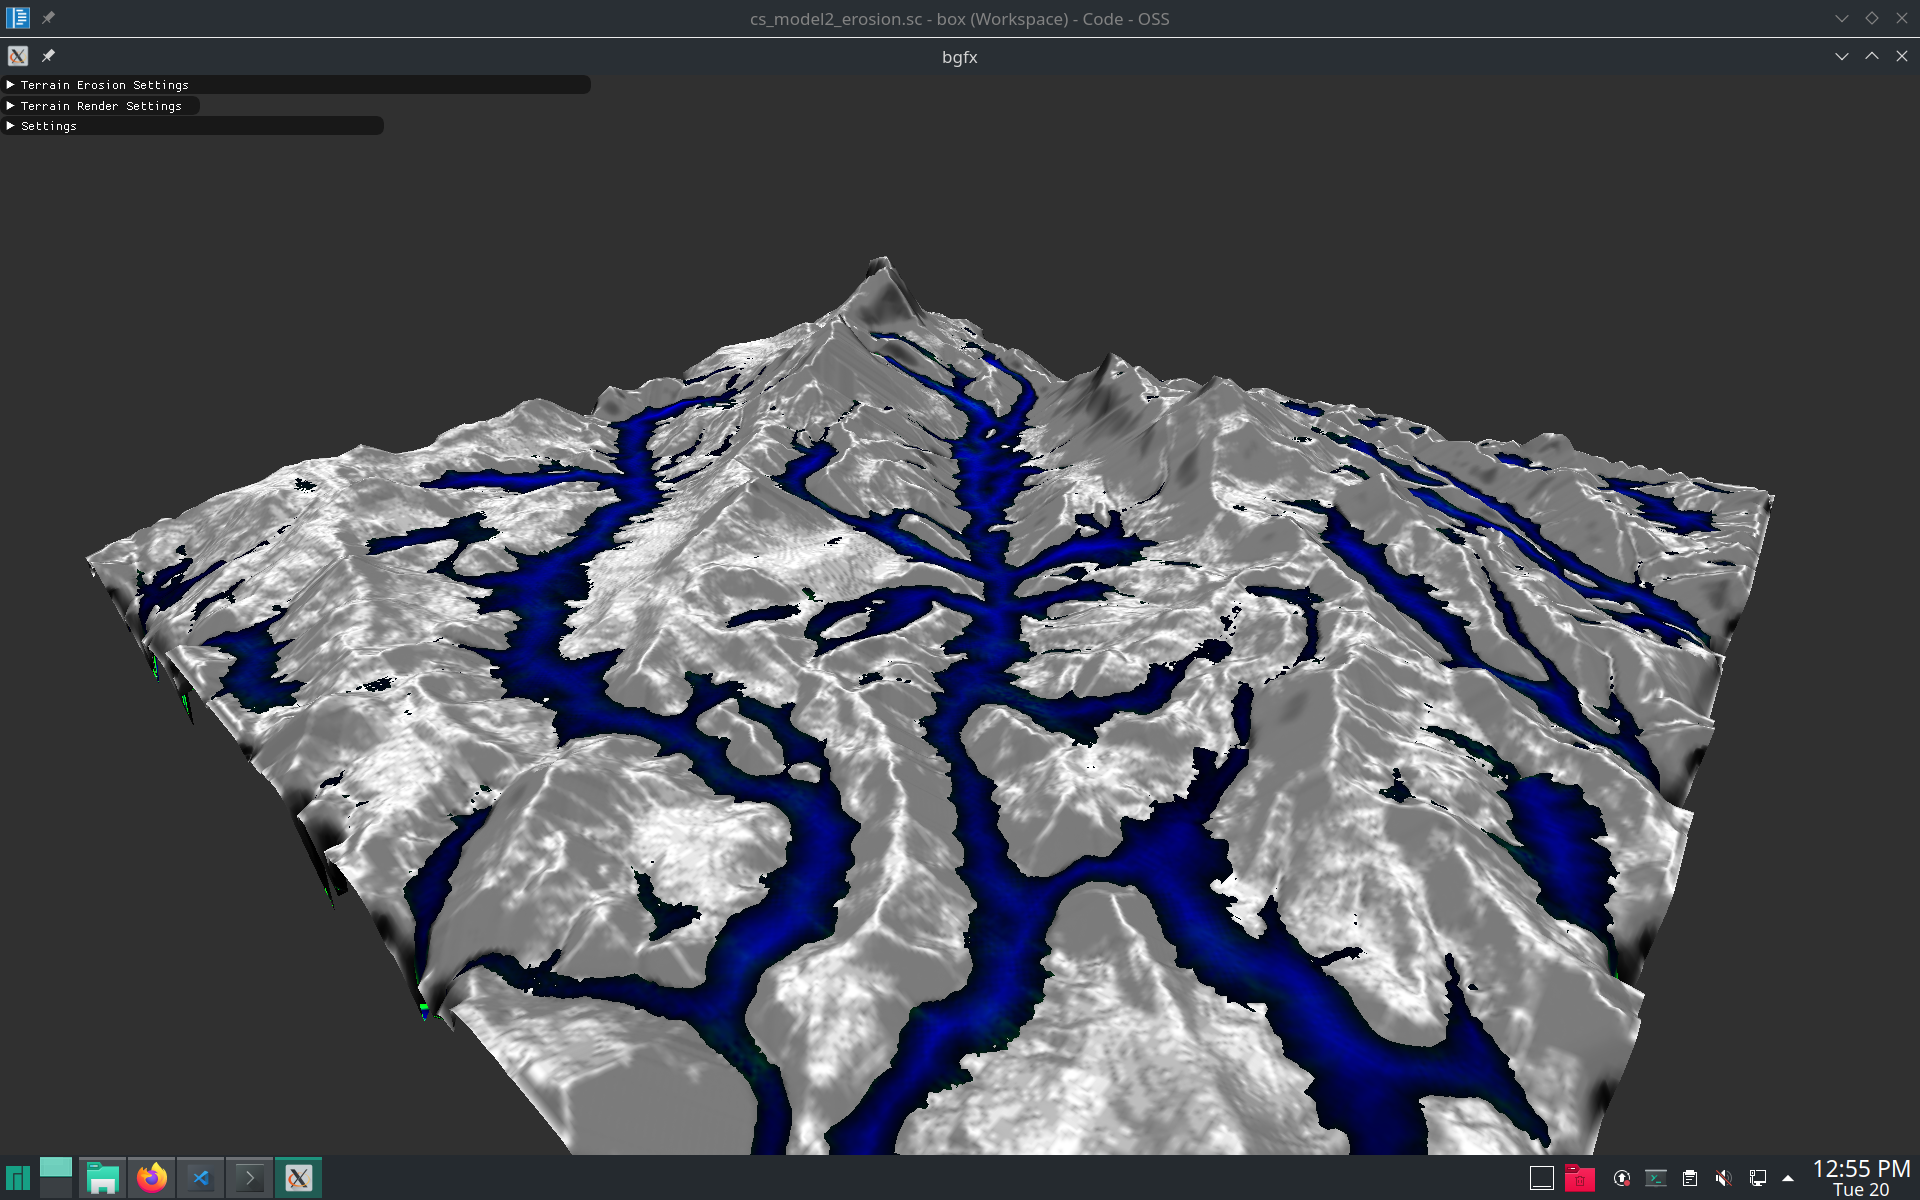 cs_model2_erosion.sc - box (Workspace) - Code - OSS
bgfx
Terrain Erosion Settings
Terrain Render Settings
Settings
12:55 PM
Tue 20